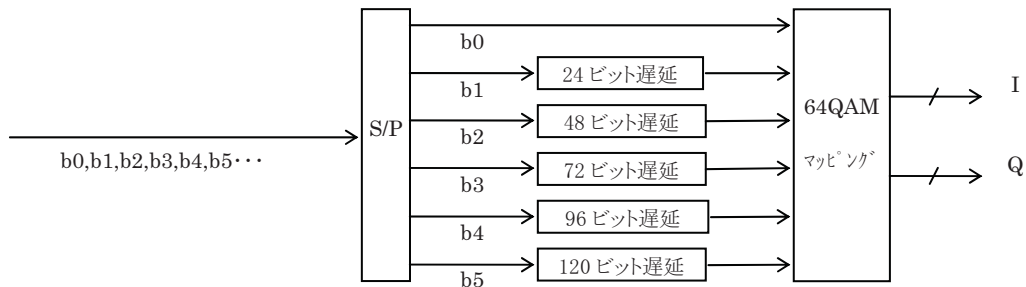 b0
24 ビット遅延
b1
I
S/P
48 ビット遅延
64QAM
b2
b0,b1,b2,b3,b4,b5･･･
72 ビット遅延
ﾏｯﾋﾟﾝｸﾞ
Q
b3
96 ビット遅延
b4
120 ビット遅延
b5